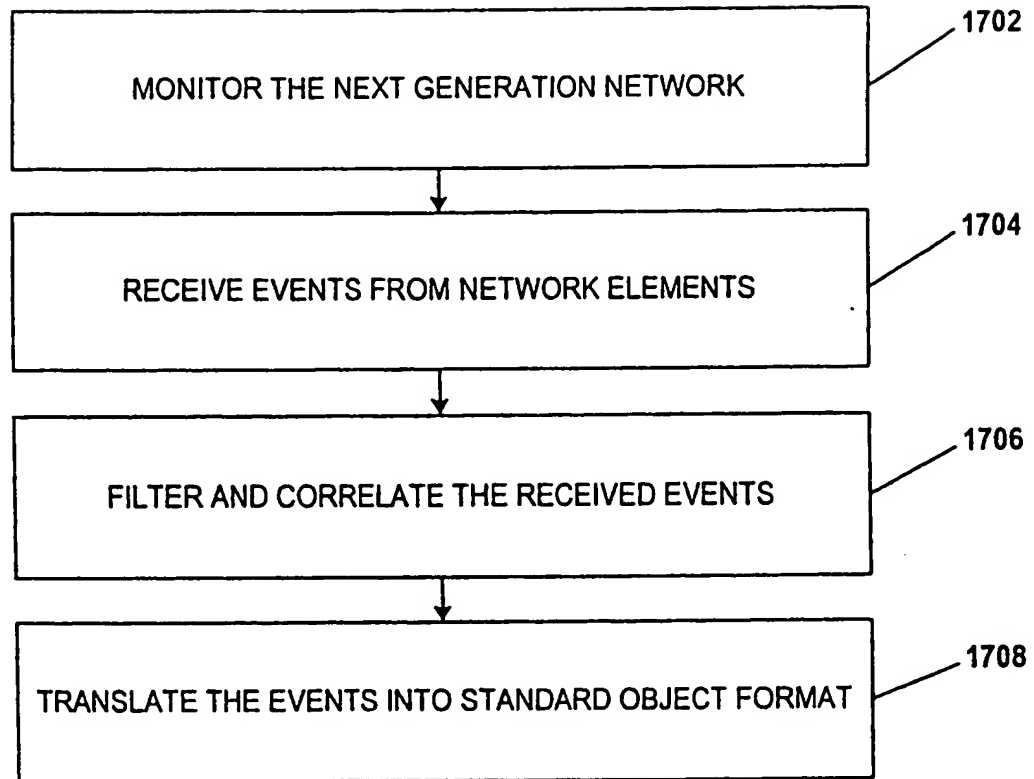 1702
MONITOR THE NEXT GENERATION NETWORK
1704
RECEIVE EVENTS FROM NETWORK ELEMENTS
1706
FILTER AND CORRELATE THE RECEIVED EVENTS
1708
TRANSLATE THE EVENTS INTO STANDARD OBJECT FORMAT